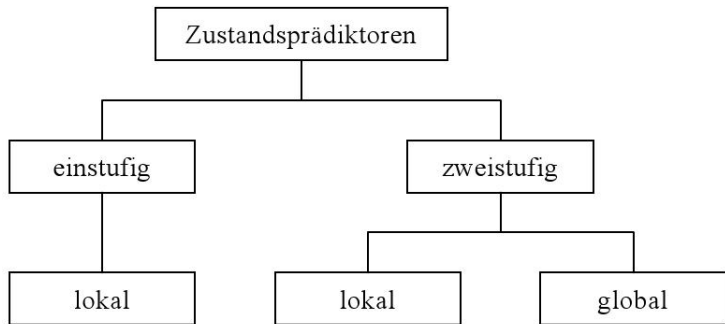 Zustandsprädiktoren
einstufig
zweistufig
lokal
lokal
global